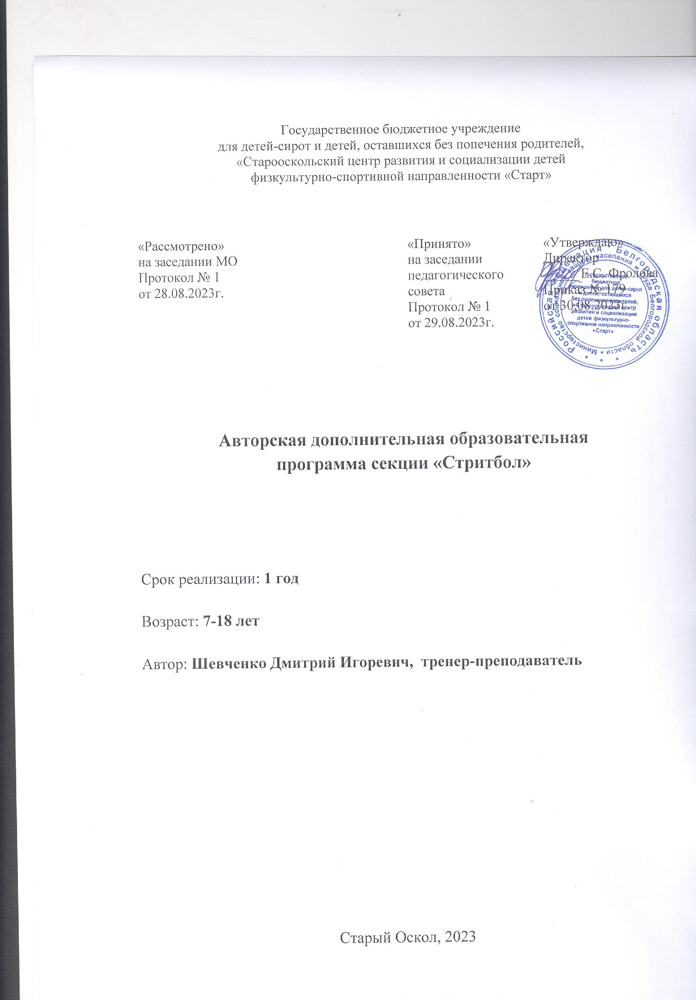 Государственное бюджетное учреждение
для детей-сирот и детей, оставшихся без попечения родителей,
«Старооскольский центр развития и социализации детей
физкультурно-спортивной направленности «Старт»
«Рассмотрено»
на заседании МО
Протокол № 1
от 28.08.2023г.
«Принято»
на заседании
педагогического
совета
Протокол № 1
от 29.08.2023г.
«Утверждаю»
Директор
Е.С. Фролова
Приказ № 179
от 30.08.2023г.
Российская Федерация * Белгородская область
Министерство социальной защиты населения и труда Белгородской области *
Государственное
бюджетное
учреждение для детей-сирот
и детей, оставшихся
без попечения родителей,
«Старооскольский центр
развития и социализации
детей физкультурно-
спортивной направленности
«Старт»
Авторская дополнительная образовательная
программа секции «Стритбол»
Срок реализации: 1 год
Возраст: 7-18 лет
Автор: Шевченко Дмитрий Игоревич, тренер-преподаватель
Старый Оскол, 2023